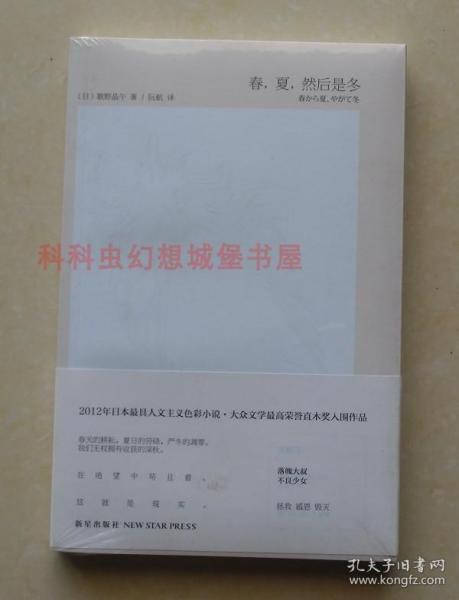 春，夏，然后是冬
（日）歌野晶午 著 / 阮航 译
春から夏、やがて冬
科科虫幻想城堡书屋
2012年日本最具人文主义色彩小说·大众文学最高荣誉直木奖入围作品
春天的耕耘，夏日的劳碌，严冬的凋零。
我们无权拥有收获的深秋。
在绝望中咕且着，
落魄大叔
不良少女
这就是现实。
拯救 感恩 毁灭
新星出版社 NEW STAR PRESS
孔夫子旧书网
www.kongfz.com